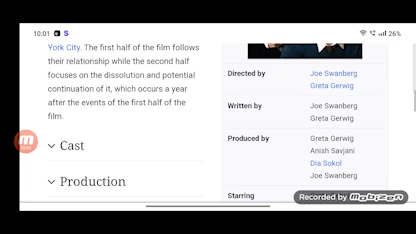 10:01 S 26%
York City. The first half of the film follows
their relationship while the second half
focuses on the dissolution and potential
continuation of it, which occurs a year
after the events of the first half of the
film.
Cast
Production
Directed by Joe Swanberg
Greta Gerwig
Written by Joe Swanberg
Greta Gerwig
Produced by Greta Gerwig
Anish Savjani
Dia Sokol
Joe Swanberg
Starring
Recorded by Mobizen